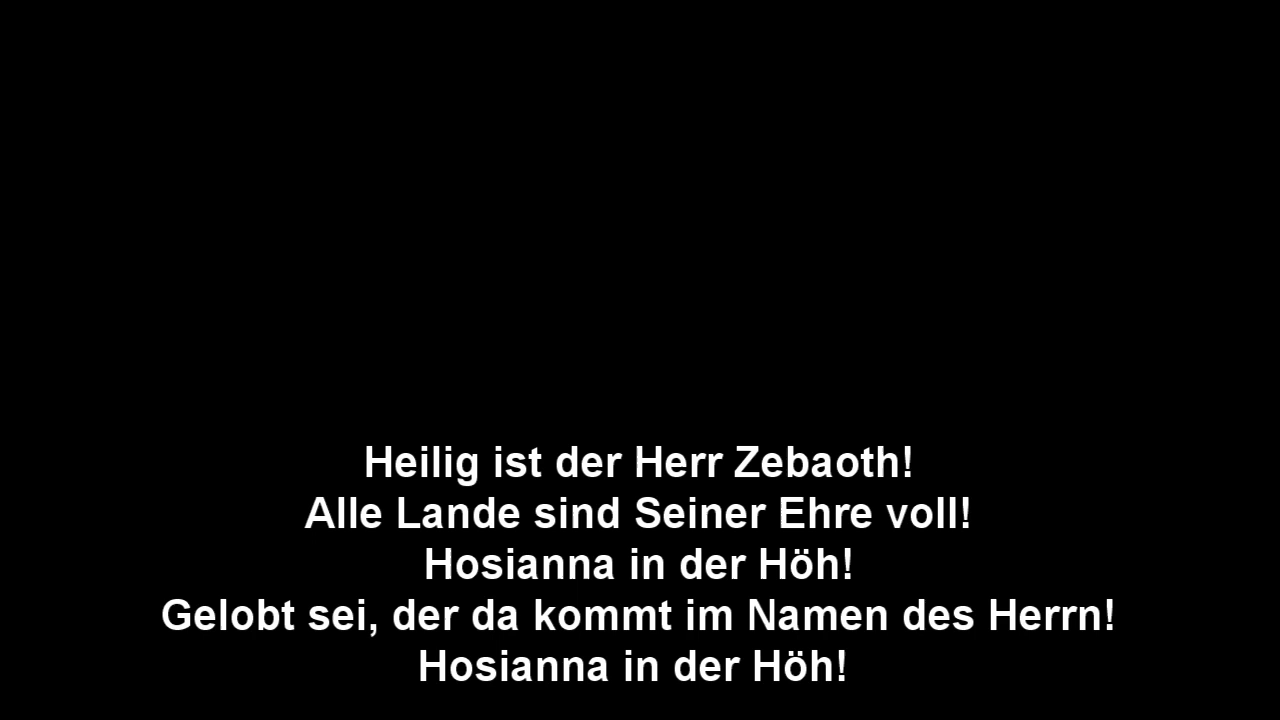 Heilig ist der Herr Zebaoth!
Alle Lande sind Seiner Ehre voll!
Hosianna in der Höh!
Gelobt sei, der da kommt im Namen des Herrn!
Hosianna in der Höh!